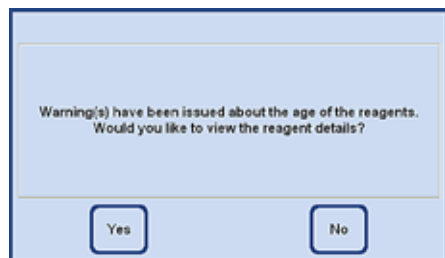 Warning(s) have been issued about the age of the reagents.
Would you like to view the reagent details?
Yes
No